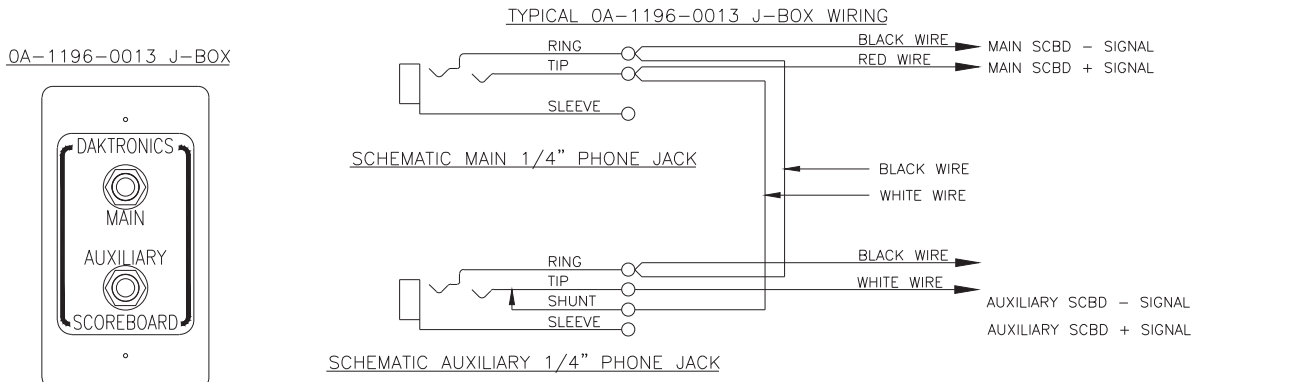 TYPICAL 0A-1196-0013 J-BOX WIRING
0A-1196-0013 J-BOX
DAKTRONICS
MAIN
AUXILIARY
SCOREBOARD
RING
BLACK WIRE
MAIN SCBD - SIGNAL
TIP
RED WIRE
MAIN SCBD + SIGNAL
SLEEVE
SCHEMATIC MAIN 1/4" PHONE JACK
BLACK WIRE
WHITE WIRE
RING
BLACK WIRE
TIP
WHITE WIRE
SHUNT
AUXILIARY SCBD - SIGNAL
SLEEVE
AUXILIARY SCBD + SIGNAL
SCHEMATIC AUXILIARY 1/4" PHONE JACK